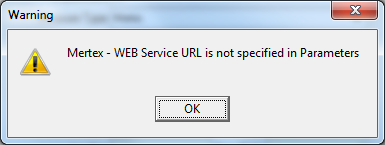 Warning
Mertex - WEB Service URL is not specified in Parameters
OK